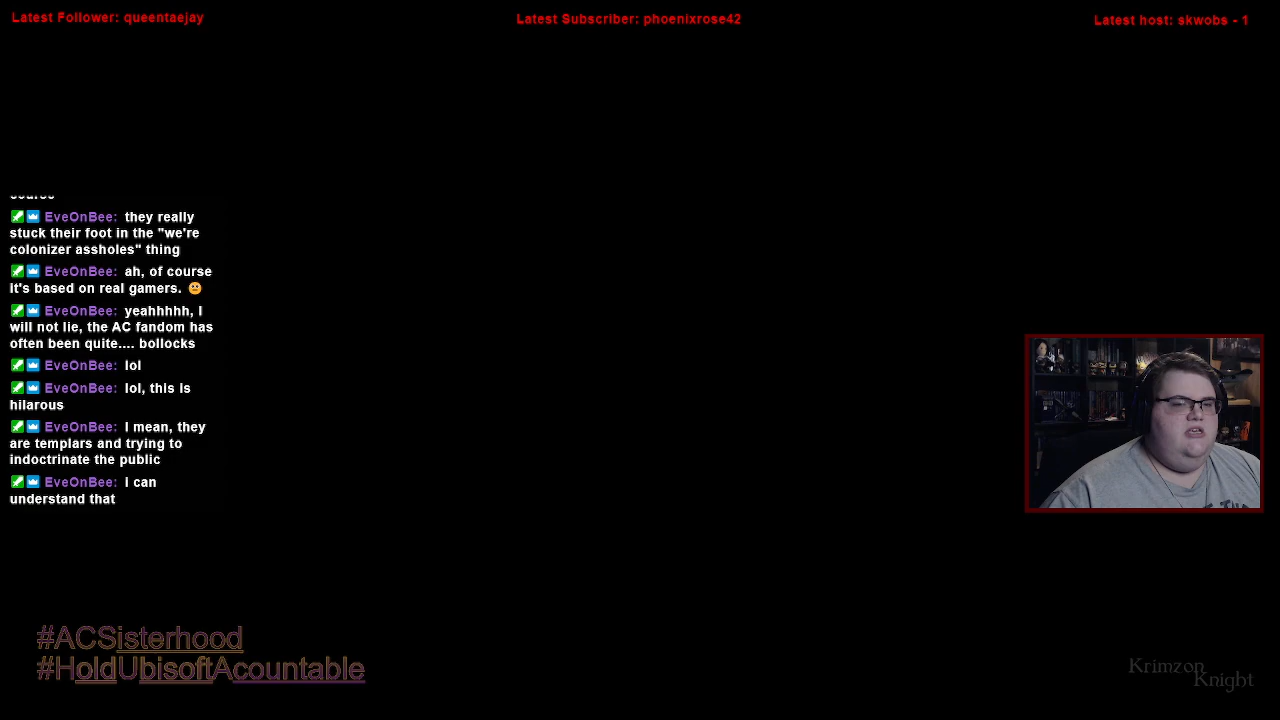 Latest Follower: queentaejay
Latest Subscriber: phoenixrose42
Latest host: skwobs - 1
EveOnBee: they really
stuck their foot in the "we're
colonizer assholes" thing
EveOnBee: ah, of course
it's based on real gamers. 😐
EveOnBee: yeahhhhh, I
will not lie, the AC fandom has
often been quite.... bollocks
EveOnBee: lol
EveOnBee: lol, this is
hilarous
EveOnBee: I mean, they
are templars and trying to
indoctrinate the public
EveOnBee: I can
understand that
#ACSisterhood
#HoldUbisoftAcountable
Krimzon
Knight